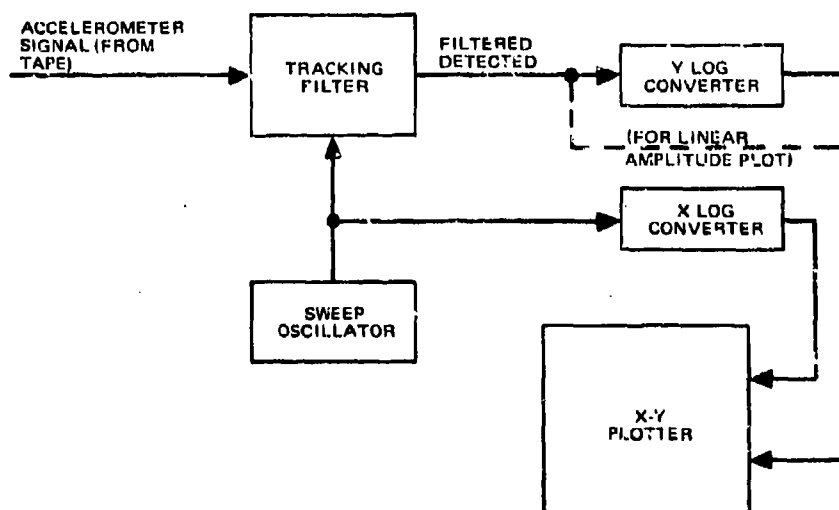 ACCELEROMETER
SIGNAL (FROM
TAPE)
TRACKING
FILTER
FILTERED
DETECTED
Y LOG
CONVERTER
(FOR LINEAR
AMPLITUDE PLOT)
X LOG
CONVERTER
SWEEP
OSCILLATOR
X-Y
PLOTTER